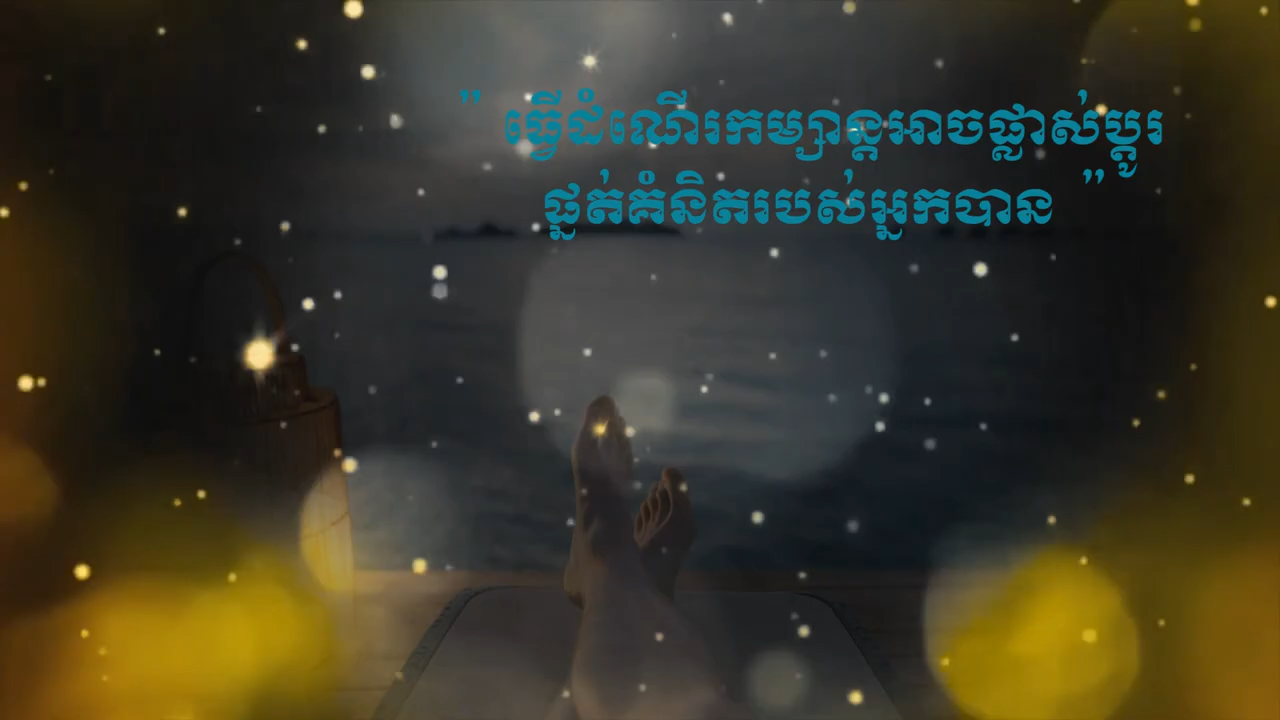 " ធ្វើដំណើរកម្សាន្តអាចផ្លាស់ប្តូរ
ផ្នត់គំនិតរបស់អ្នកបាន "